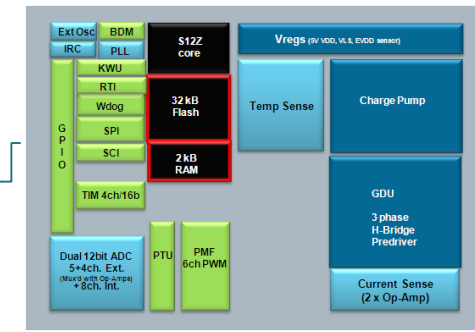 Ext Osc
BDM
IRC
PLL
S12Z
core
Vregs (5V VDD, VLS, EVDD sensor)
KWU
RTI
Wdog
SPI
SCI
TIM 4ch/16b
G
P
I
O
32 kB
Flash
2 kB
RAM
Temp Sense
Charge Pump
GDU
3 phase
H-Bridge
Predriver
Dual 12bit ADC
5+4ch. Ext.
(Mux'd with Op-Amps)
+8ch. Int.
PTU
PMF
6ch PWM
Current Sense
(2 x Op-Amp)